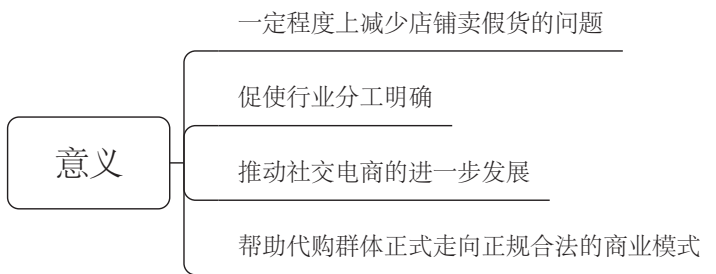 一定程度上减少店铺卖假货的问题
促使行业分工明确
意义
推动社交电商的进一步发展
帮助代购群体正式走向正规合法的商业模式